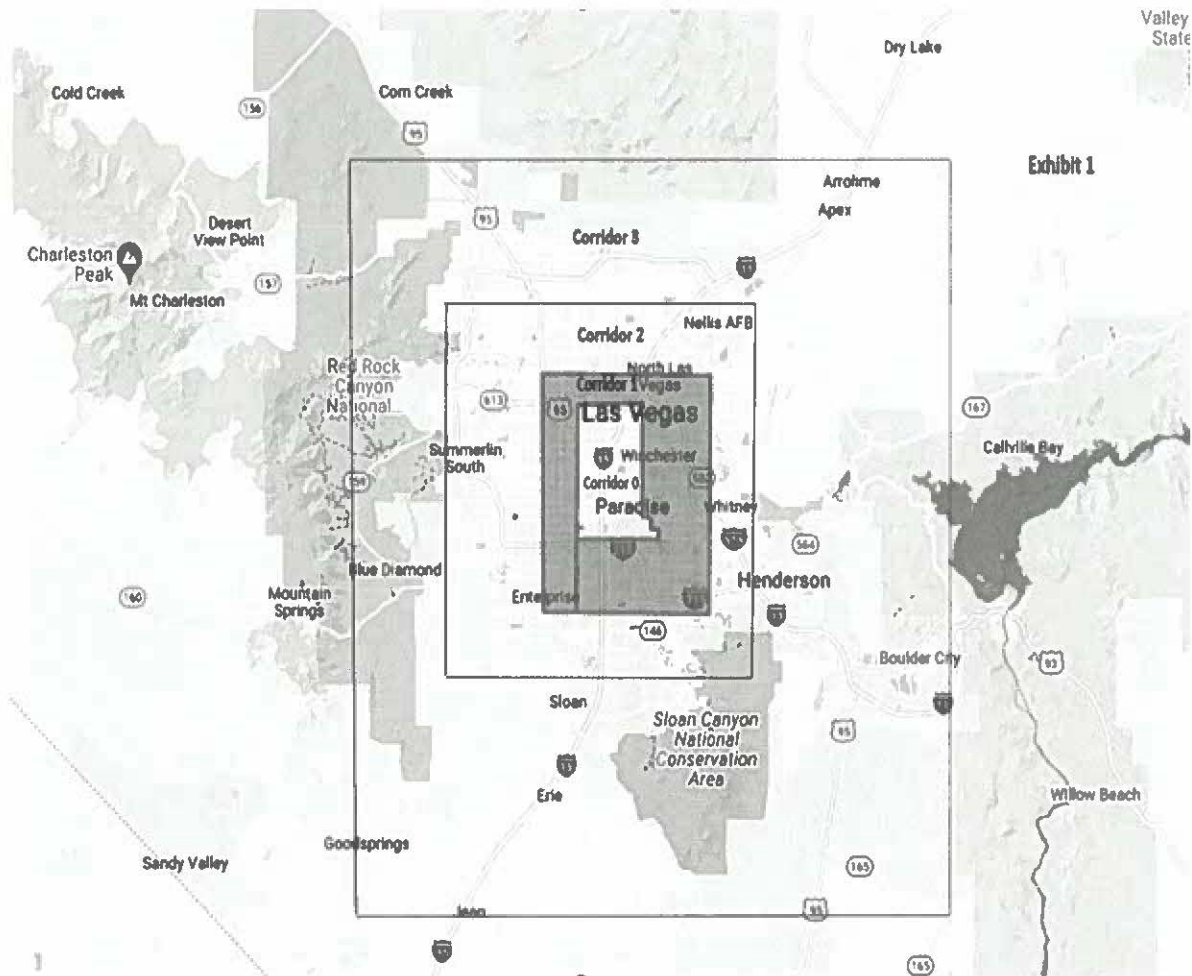 Valley
State
Dry Lake
Cold Creek
156
Corn Creek
95
Exhibit 1
Arrolime
Apex
95
Desert
View Point
Corridor 3
Charleston
Peak
15
157
Mt Charleston
Nellis AFB
Corridor 2
Red Rock
Canyon
National...
North Las
Vegas
Corridor 1
613
95
Las Vegas
167
Callville Bay
Summerlin
South
15
Winchester
159
Corridor 0
582
Paradise
Whitney
564
Blue Diamond
Henderson
Mountain
Springs
160
Enterprise
146
Boulder City
93
Sloan
Sloan Canyon
National
Conservation
Area
95
15
Erie
Willow Beach
Goodsprings
Sandy Valley
165
95
Jean
15
165
1